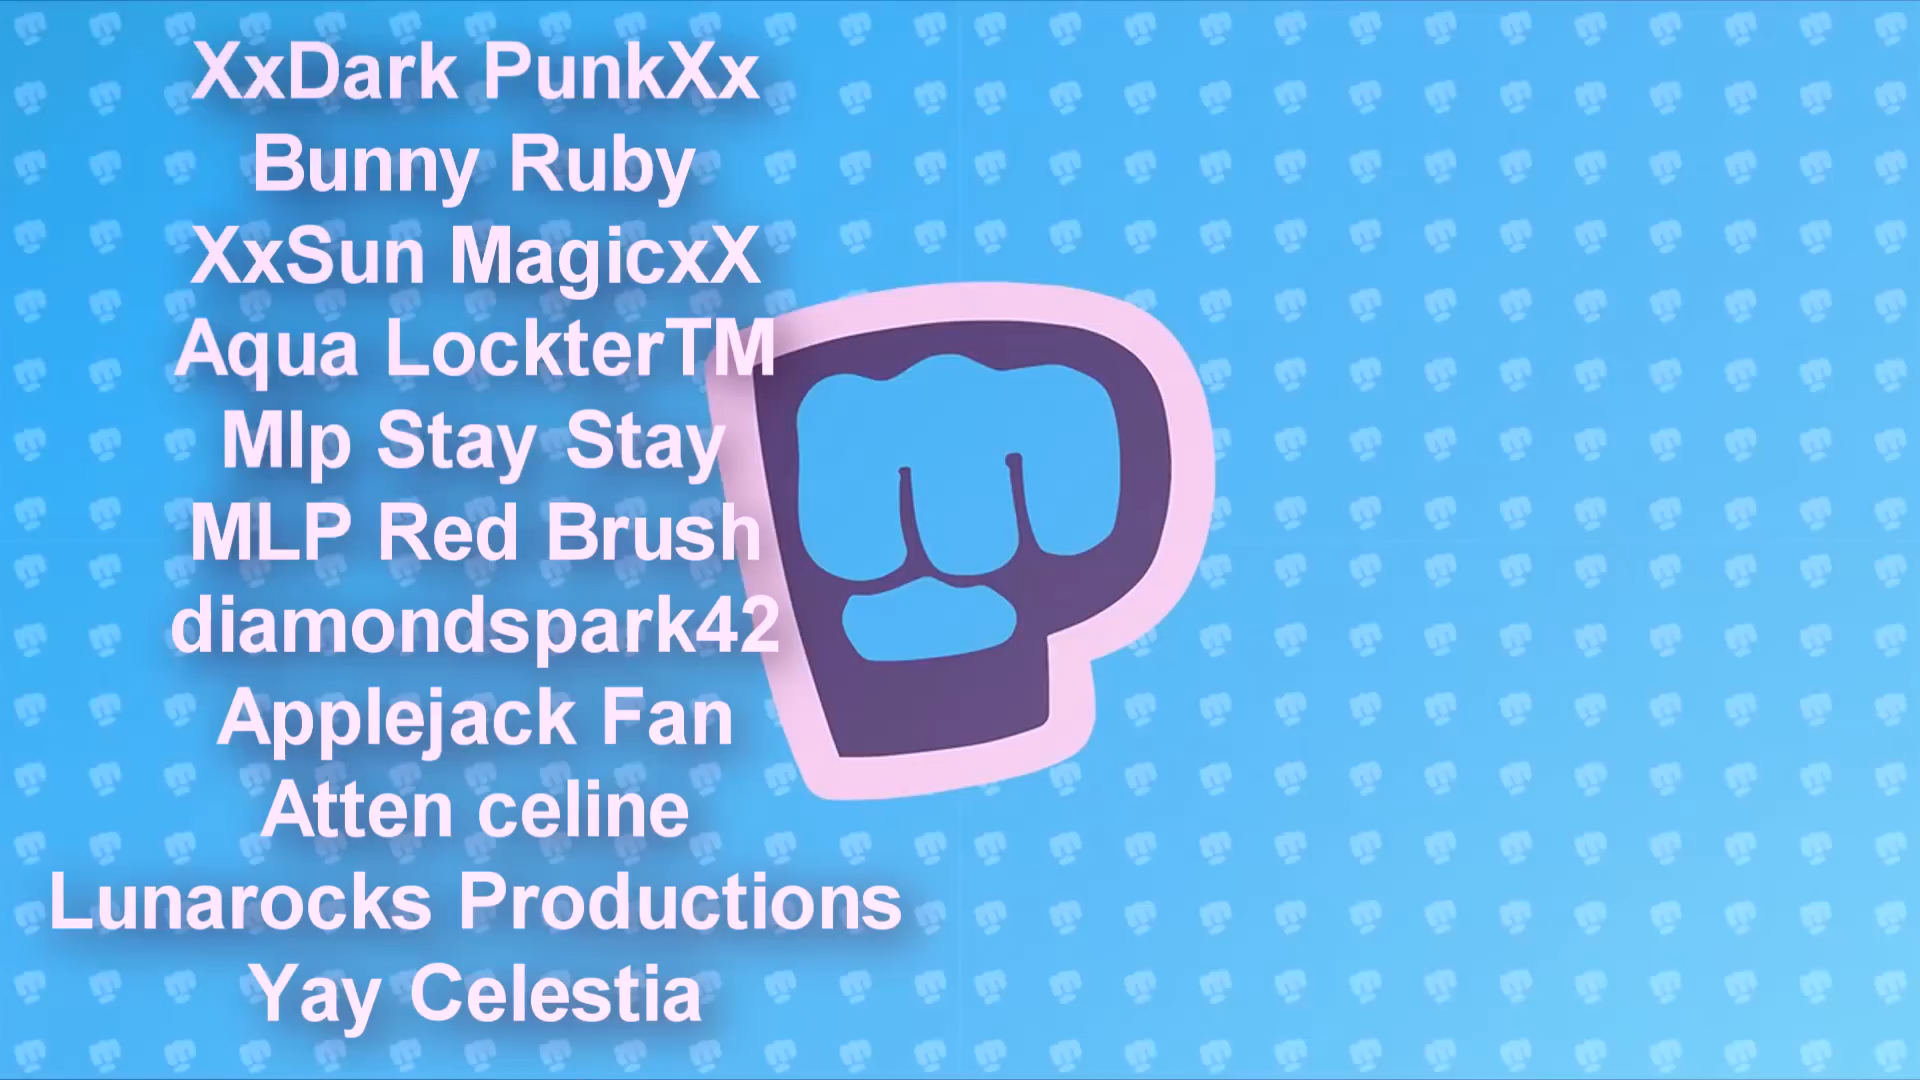 XxDark PunkXx
Bunny Ruby
XxSun MagicxX
Aqua LockterTM
Mlp Stay Stay
MLP Red Brush
diamondspark42
Applejack Fan
Atten celine
Lunarocks Productions
Yay Celestia